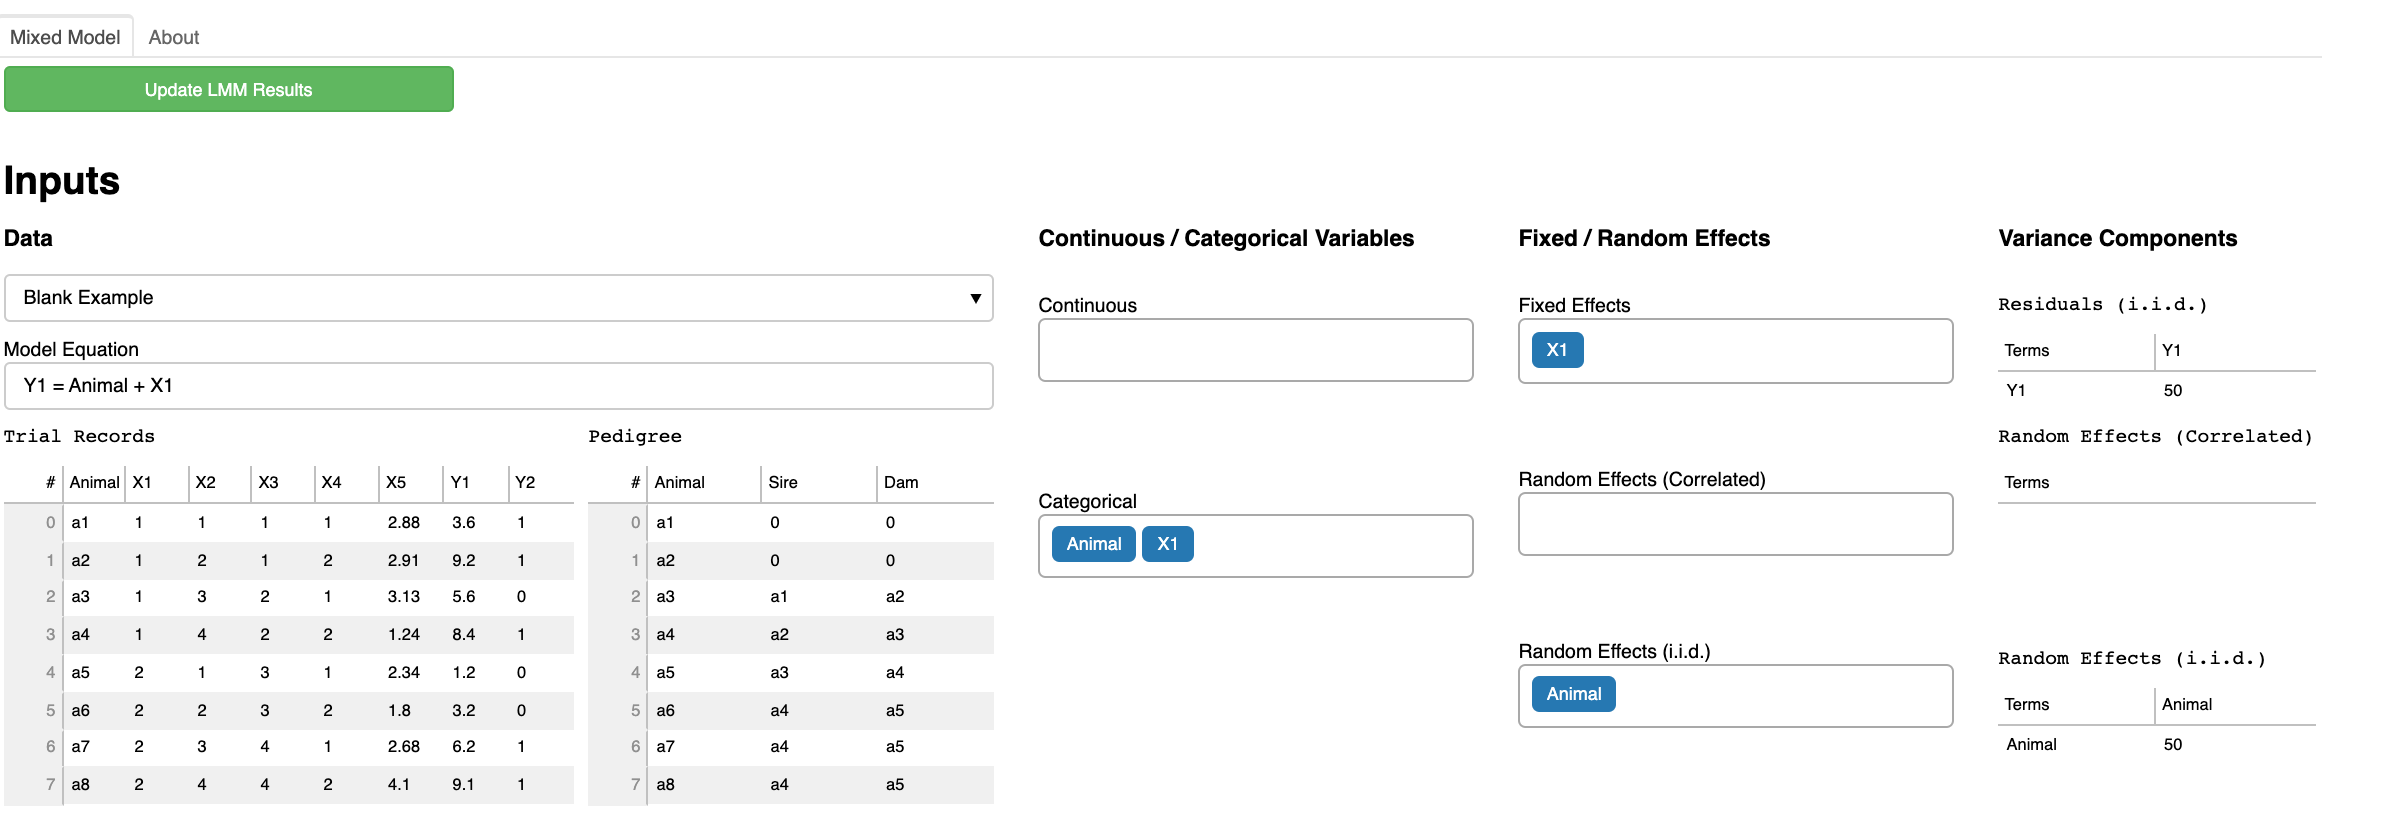 Mixed Model About
Update LMM Results
Inputs
Data
Blank Example ▼
Model Equation
Y1 = Animal + X1
Trial Records
# Animal X1 X2 X3 X4 X5 Y1 Y2
0 a1 1 1 1 1 2.88 3.6 1
1 a2 1 2 1 2 2.91 9.2 1
2 a3 1 3 2 1 3.13 5.6 0
3 a4 1 4 2 2 1.24 8.4 1
4 a5 2 1 3 1 2.34 1.2 0
5 a6 2 2 3 2 1.8 3.2 0
6 a7 2 3 4 1 2.68 6.2 1
7 a8 2 4 4 2 4.1 9.1 1
Pedigree
# Animal Sire Dam
0 a1 0 0
1 a2 0 0
2 a3 a1 a2
3 a4 a2 a3
4 a5 a3 a4
5 a6 a4 a5
6 a7 a4 a5
7 a8 a4 a5
Continuous / Categorical Variables
Continuous
Categorical
Animal X1
Fixed / Random Effects
Fixed Effects
X1
Random Effects (Correlated)
Random Effects (i.i.d.)
Animal
Variance Components
Residuals (i.i.d.)
Terms Y1
Y1 50
Random Effects (Correlated)
Terms
Random Effects (i.i.d.)
Terms Animal
Animal 50